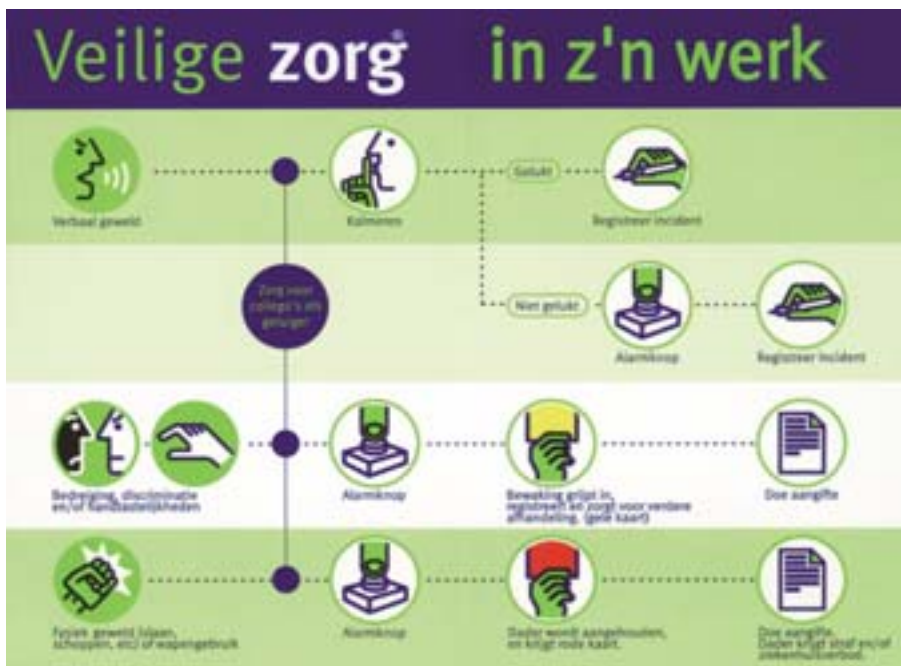 Veilige zorg® in z'n werk
Verbaal geweld
Kalmeren
Gelukt
Registreer incident
Zorg voor
collega's als
getuige!
Niet gelukt
Alarmknop
Registreer incident
Bedreiging, discriminatie
en/of handtastelijkheden
Alarmknop
Bewaking grijpt in,
registreert en zorgt voor verdere
afhandeling. (gele kaart)
Doe aangifte
Fysiek geweld (slaan,
schoppen, etc) of wapengebruik
Alarmknop
Dader wordt aangehouden,
en krijgt rode kaart.
Doe aangifte.
Dader krijgt straf en/of
ziekenhuisverbod.